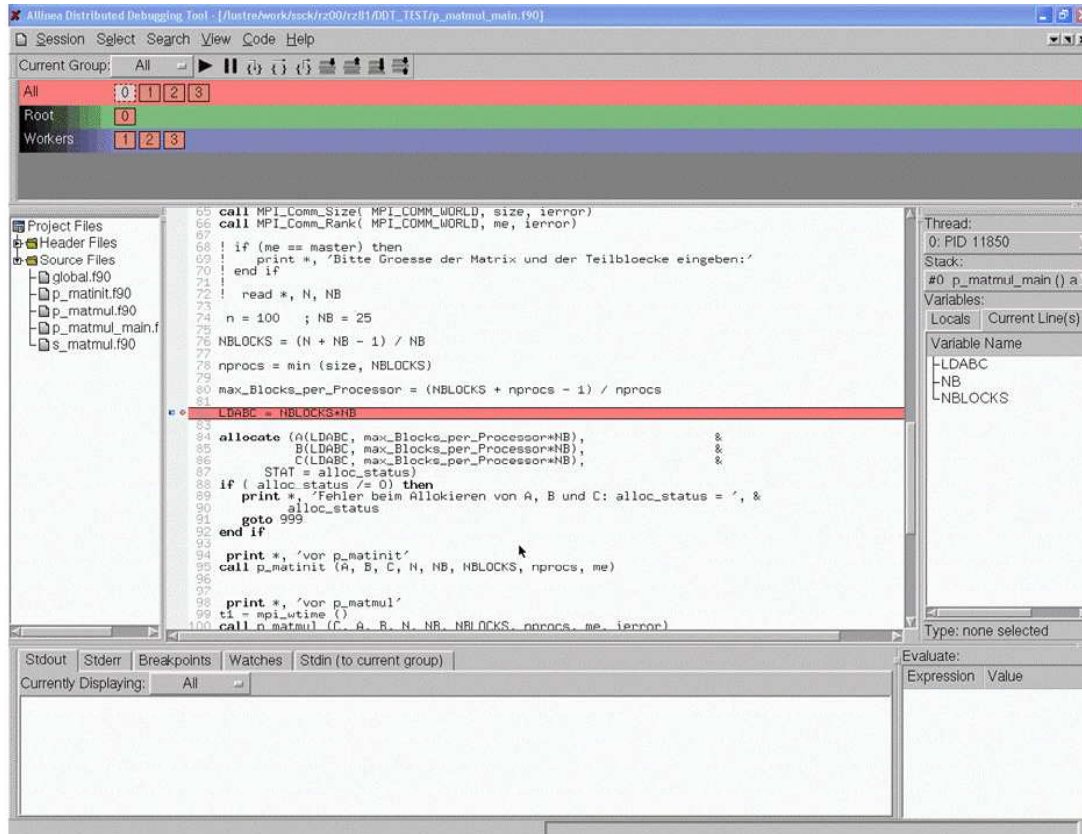 Allinea Distributed Debugging Tool - [/lustre/work/ssck/rz00/rz81/DDT_TEST/p_matmul_main.f90]
Session Select Search View Code Help
Current Group: All
All 0 1 2 3
Root 0
Workers 1 2 3
Project Files
Header Files
Source Files
global.f90
p_matinit.f90
p_matmul.f90
p_matmul_main.f
s_matmul.f90
65 call MPI_Comm_Size( MPI_COMM_WORLD, size, ierror)
66 call MPI_Comm_Rank( MPI_COMM_WORLD, me, ierror)
67
68 ! if (me == master) then
69 !    print *, 'Bitte Groesse der Matrix und der Teilbloecke eingeben:'
70 ! end if
71 !
72 !  read *, N, NB
73
74  n = 100   ; NB = 25
75
76 NBLOCKS = (N + NB - 1) / NB
77
78 nprocs = min (size, NBLOCKS)
79
80 max_Blocks_per_Processor = (NBLOCKS + nprocs - 1) / nprocs
81
LDABC = NBLOCKS*NB
83
84 allocate (A(LDABC, max_Blocks_per_Processor*NB), &
85 B(LDABC, max_Blocks_per_Processor*NB), &
86 C(LDABC, max_Blocks_per_Processor*NB), &
87 STAT = alloc_status)
88 if ( alloc_status /= 0) then
89 print *, 'Fehler beim Allokieren von A, B und C: alloc_status = ', &
90 alloc_status
91 goto 999
92 end if
93
94 print *, 'vor p_matinit'
95 call p_matinit (A, B, C, N, NB, NBLOCKS, nprocs, me)
96
97
98 print *, 'vor p_matmul'
99 t1 = mpi_wtime ()
100 call p_matmul (C, A, B, N, NB, NBLOCKS, nprocs, me, ierror)
Thread:
0: PID 11850
Stack:
#0 p_matmul_main () a
Variables:
Locals Current Line(s)
Variable Name
LDABC
NB
NBLOCKS
Type: none selected
Stdout Stderr Breakpoints Watches Stdin (to current group)
Currently Displaying: All
Evaluate:
Expression Value